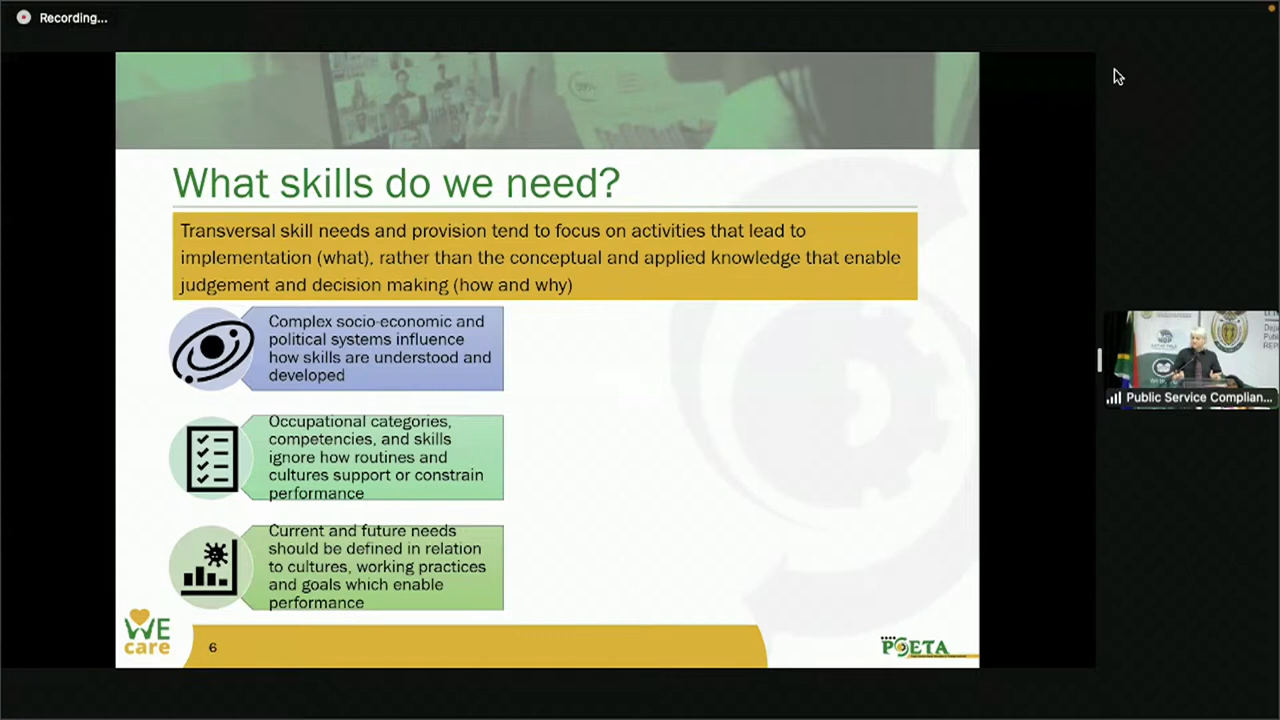 Recording...
What skills do we need?
Transversal skill needs and provision tend to focus on activities that lead to
implementation (what), rather than the conceptual and applied knowledge that enable
judgement and decision making (how and why)
Complex socio-economic and
political systems influence
how skills are understood and
developed
Occupational categories,
competencies, and skills
ignore how routines and
cultures support or constrain
performance
Current and future needs
should be defined in relation
to cultures, working practices
and goals which enable
performance
WE
care
6
PSETA
Public Service Complian...